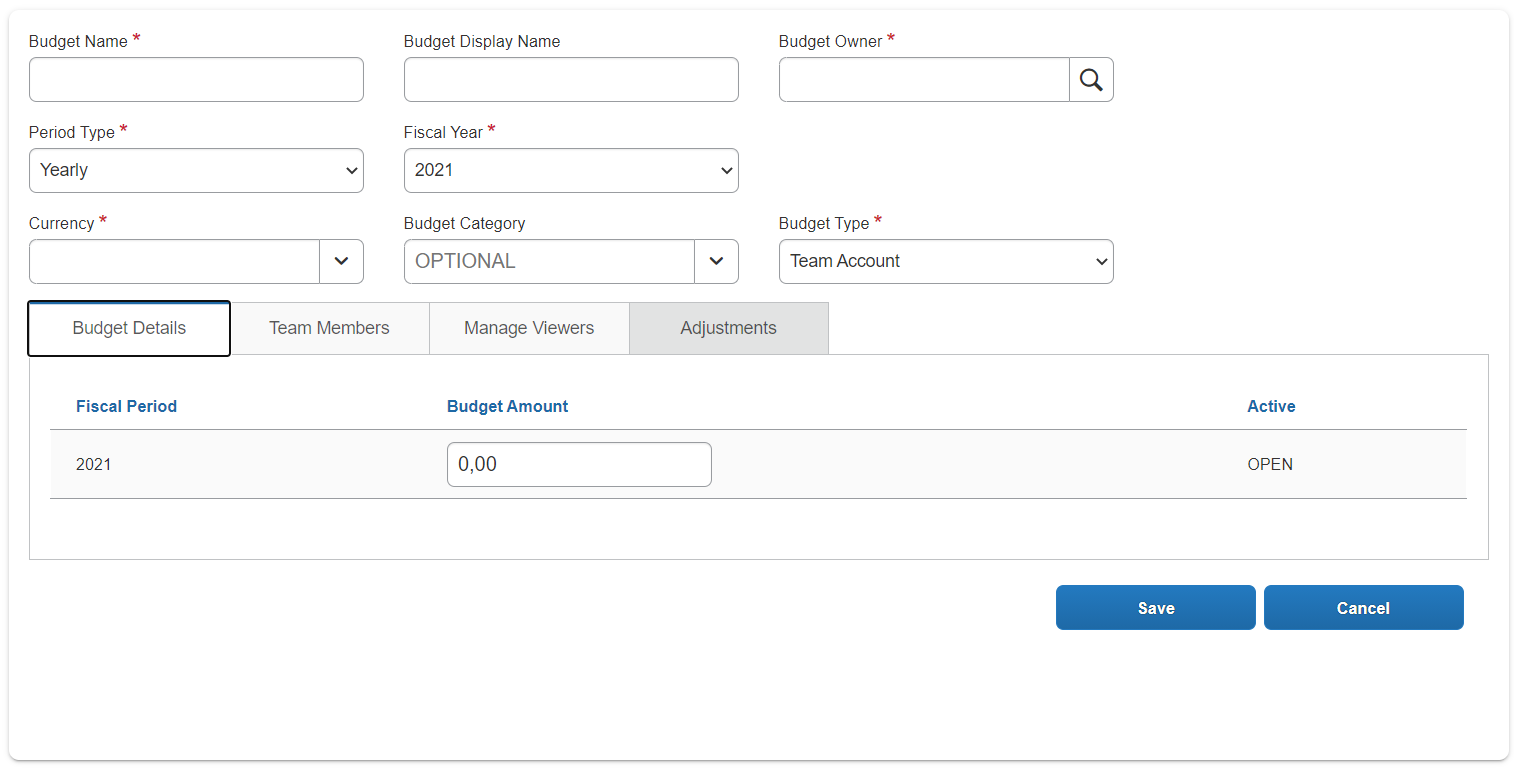 Budget Name *
Budget Display Name
Budget Owner *
Period Type *
Fiscal Year *
Yearly
2021
Currency *
Budget Category
Budget Type *
OPTIONAL
Team Account
Budget Details
Team Members
Manage Viewers
Adjustments
Fiscal Period
Budget Amount
Active
2021
0,00
OPEN
Save
Cancel